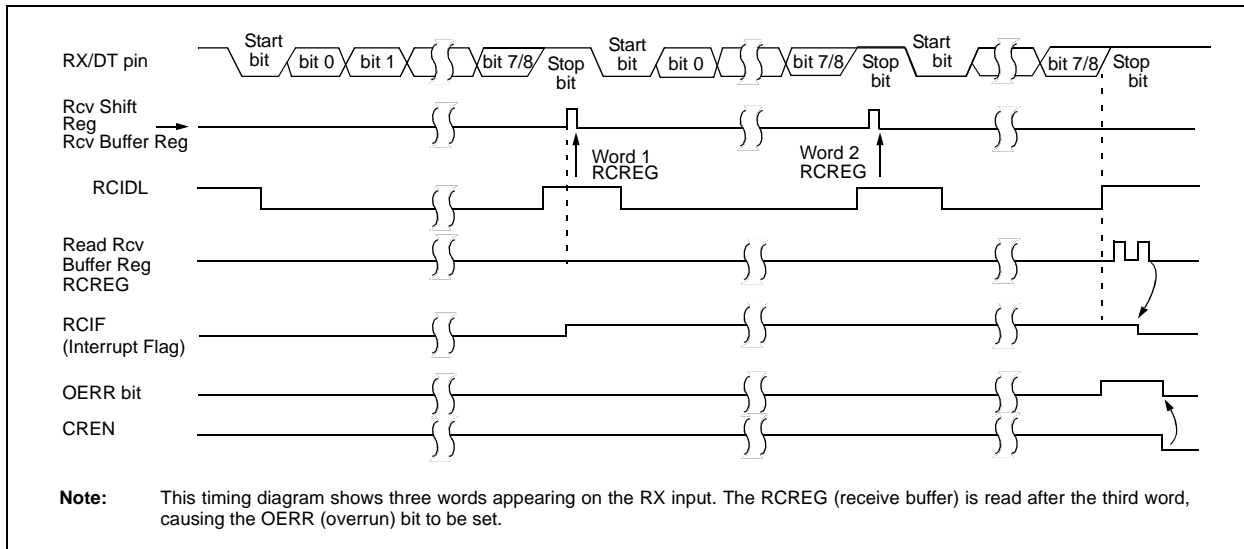 RX/DT pin
Start bit
bit 0
bit 1
bit 7/8
Stop bit
Start bit
bit 0
bit 7/8
Stop bit
Start bit
bit 7/8
Stop bit
Rcv Shift
Reg
Rcv Buffer Reg
Word 1
RCREG
Word 2
RCREG
RCIDL
Read Rcv
Buffer Reg
RCREG
RCIF
(Interrupt Flag)
OERR bit
CREN
Note: This timing diagram shows three words appearing on the RX input. The RCREG (receive buffer) is read after the third word,
causing the OERR (overrun) bit to be set.